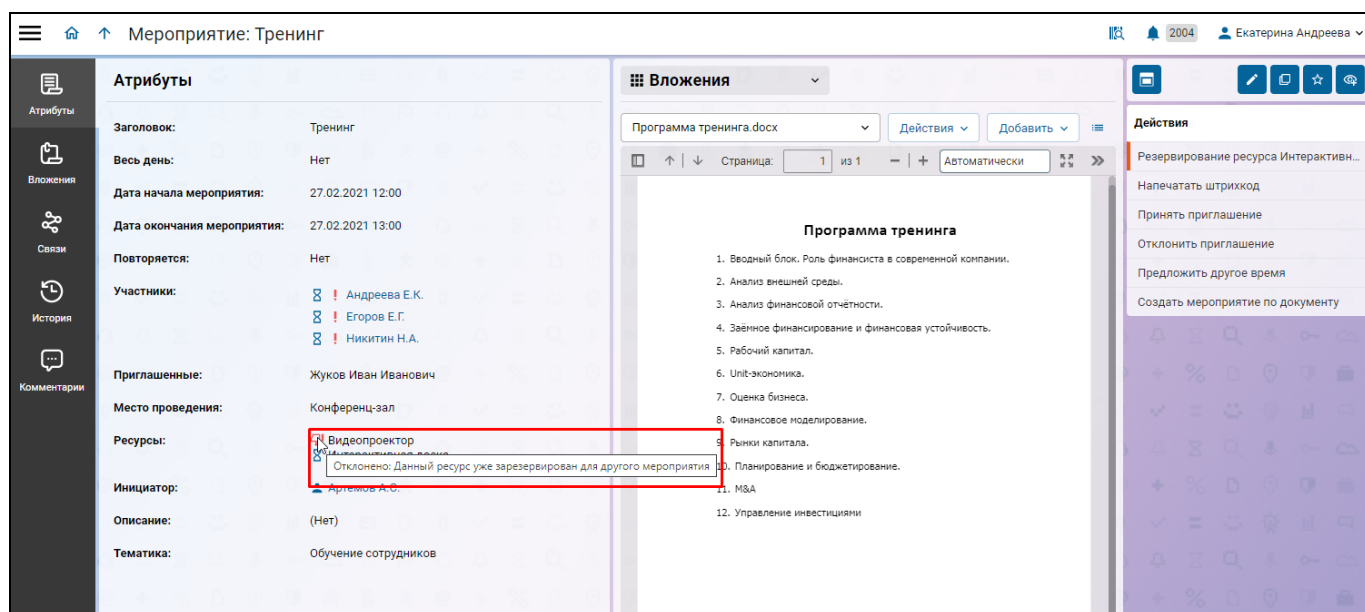 Мероприятие: Тренинг
2004
Екатерина Андреева
Атрибуты
Вложения
Связи
История
Комментарии
Атрибуты
Заголовок: Тренинг
Весь день: Нет
Дата начала мероприятия: 27.02.2021 12:00
Дата окончания мероприятия: 27.02.2021 13:00
Повторяется: Нет
Участники: ! Андреева Е.К.
! Егоров Е.Г.
! Никитин Н.А.
Приглашенные: Жуков Иван Иванович
Место проведения: Конференц-зал
Ресурсы: Видеопроектор
Интерактивная доска
Отклонено: Данный ресурс уже зарезервирован для другого мероприятия
Инициатор: Артемов А.С.
Описание: (Нет)
Тематика: Обучение сотрудников
Вложения
Программа тренинга.docx
Действия
Добавить
Страница: 1 из 1
Автоматически
Программа тренинга
1. Вводный блок. Роль финансиста в современной компании.
2. Анализ внешней среды.
3. Анализ финансовой отчётности.
4. Заёмное финансирование и финансовая устойчивость.
5. Рабочий капитал.
6. Unit-экономика.
7. Оценка бизнеса.
8. Финансовое моделирование.
9. Рынки капитала.
10. Планирование и бюджетирование.
11. M&A
12. Управление инвестициями
Действия
Резервирование ресурса Интерактивн...
Напечатать штрихкод
Принять приглашение
Отклонить приглашение
Предложить другое время
Создать мероприятие по документу